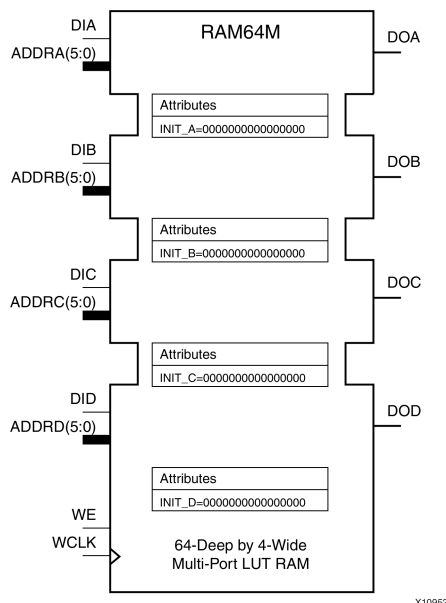 RAM64M
DIA
ADDRA(5:0)
DOA
Attributes
INIT_A=0000000000000000
DIB
ADDRB(5:0)
DOB
Attributes
INIT_B=0000000000000000
DIC
ADDRC(5:0)
DOC
Attributes
INIT_C=0000000000000000
DID
ADDRD(5:0)
DOD
Attributes
INIT_D=0000000000000000
WE
WCLK
64-Deep by 4-Wide
Multi-Port LUT RAM